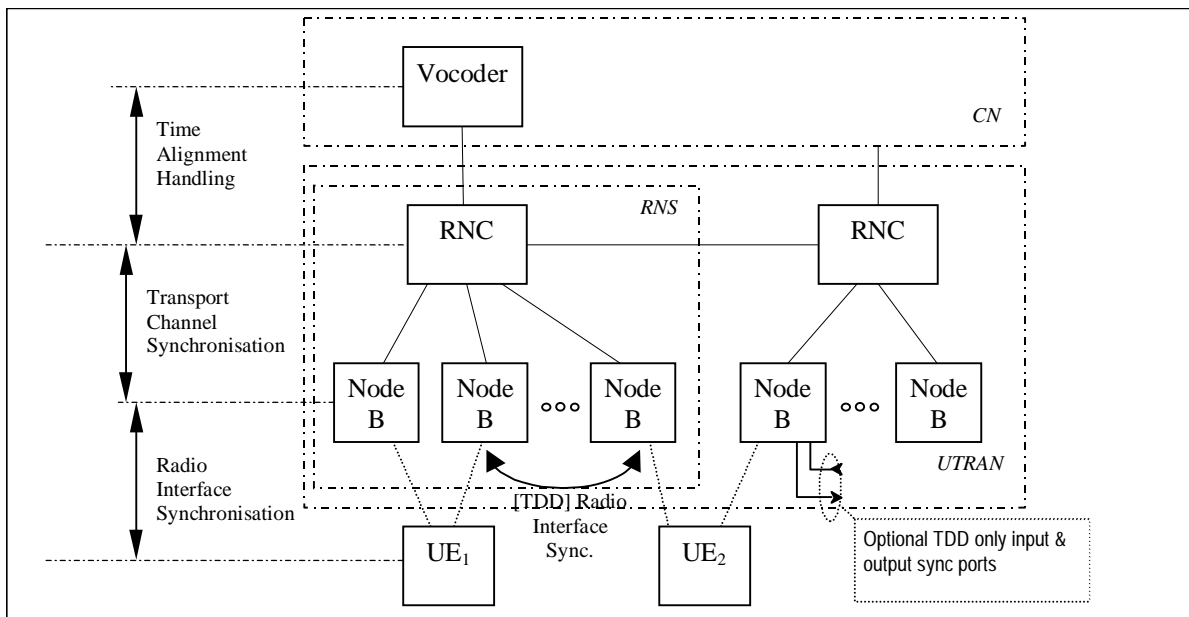 Vocoder
CN
Time
Alignment
Handling
RNS
RNC
RNC
Transport
Channel
Synchronisation
Node
B
Node
B
Node
B
Node
B
Node
B
UTRAN
Radio
Interface
Synchronisation
[TDD] Radio
Interface
Sync.
Optional TDD only input &
output sync ports
UE1
UE2